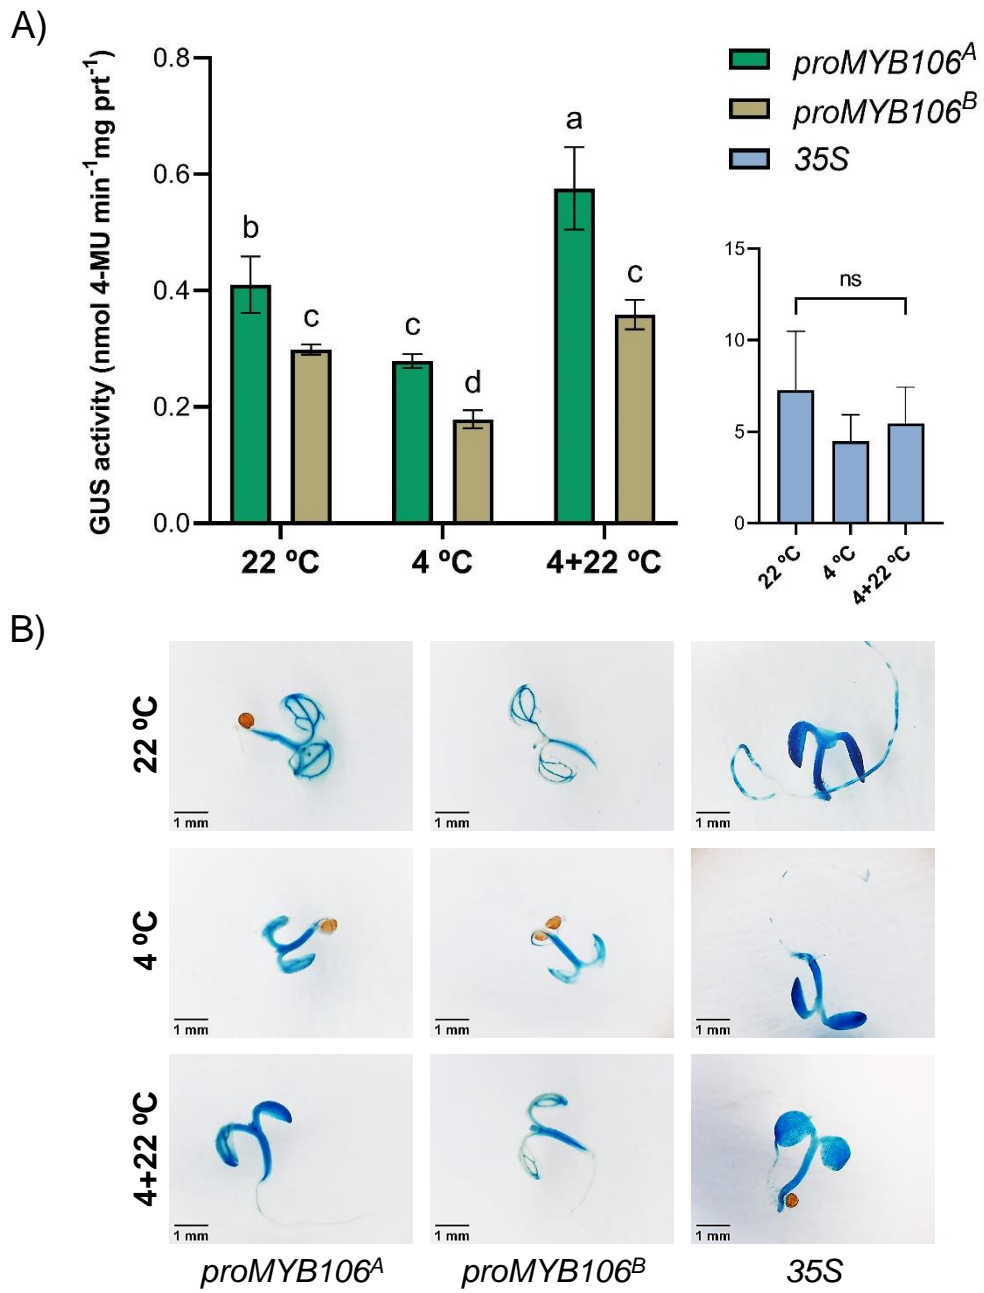 A)
GUS activity (nmol 4-MU min⁻¹mg prt⁻¹)
0.8
0.6
0.4
0.2
0.0
b
c
c
d
a
c
22 ºC
4 ºC
4+22 ºC
proMYB106ᴬ
proMYB106ᴮ
35S
15
10
5
0
ns
22 ºC
4 ºC
4+22 ºC
B)
22 ºC
1 mm
1 mm
1 mm
4 ºC
1 mm
1 mm
1 mm
4+22 ºC
1 mm
1 mm
1 mm
proMYB106ᴬ
proMYB106ᴮ
35S